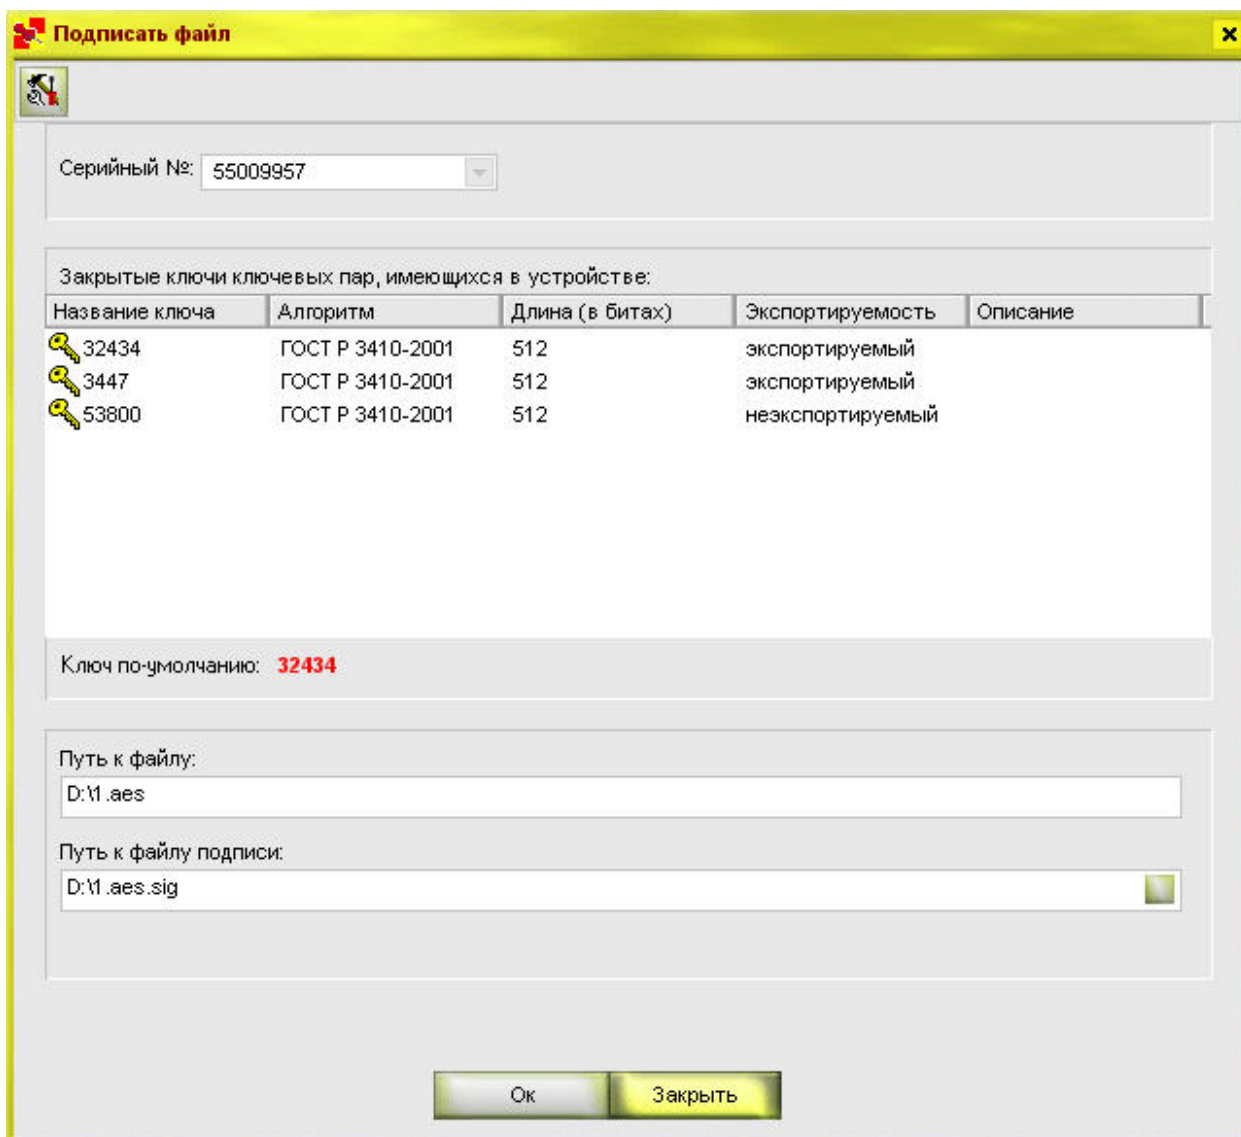 Подписать файл
Серийный №: 55009957
Закрытые ключи ключевых пар, имеющихся в устройстве:
Название ключа Алгоритм Длина (в битах) Экспортируемость Описание
32434 ГОСТ Р 3410-2001 512 экспортируемый
3447 ГОСТ Р 3410-2001 512 экспортируемый
53800 ГОСТ Р 3410-2001 512 неэкспортируемый
Ключ по-умолчанию: 32434
Путь к файлу:
D:\1.aes
Путь к файлу подписи:
D:\1.aes.sig
Ок Закрыть